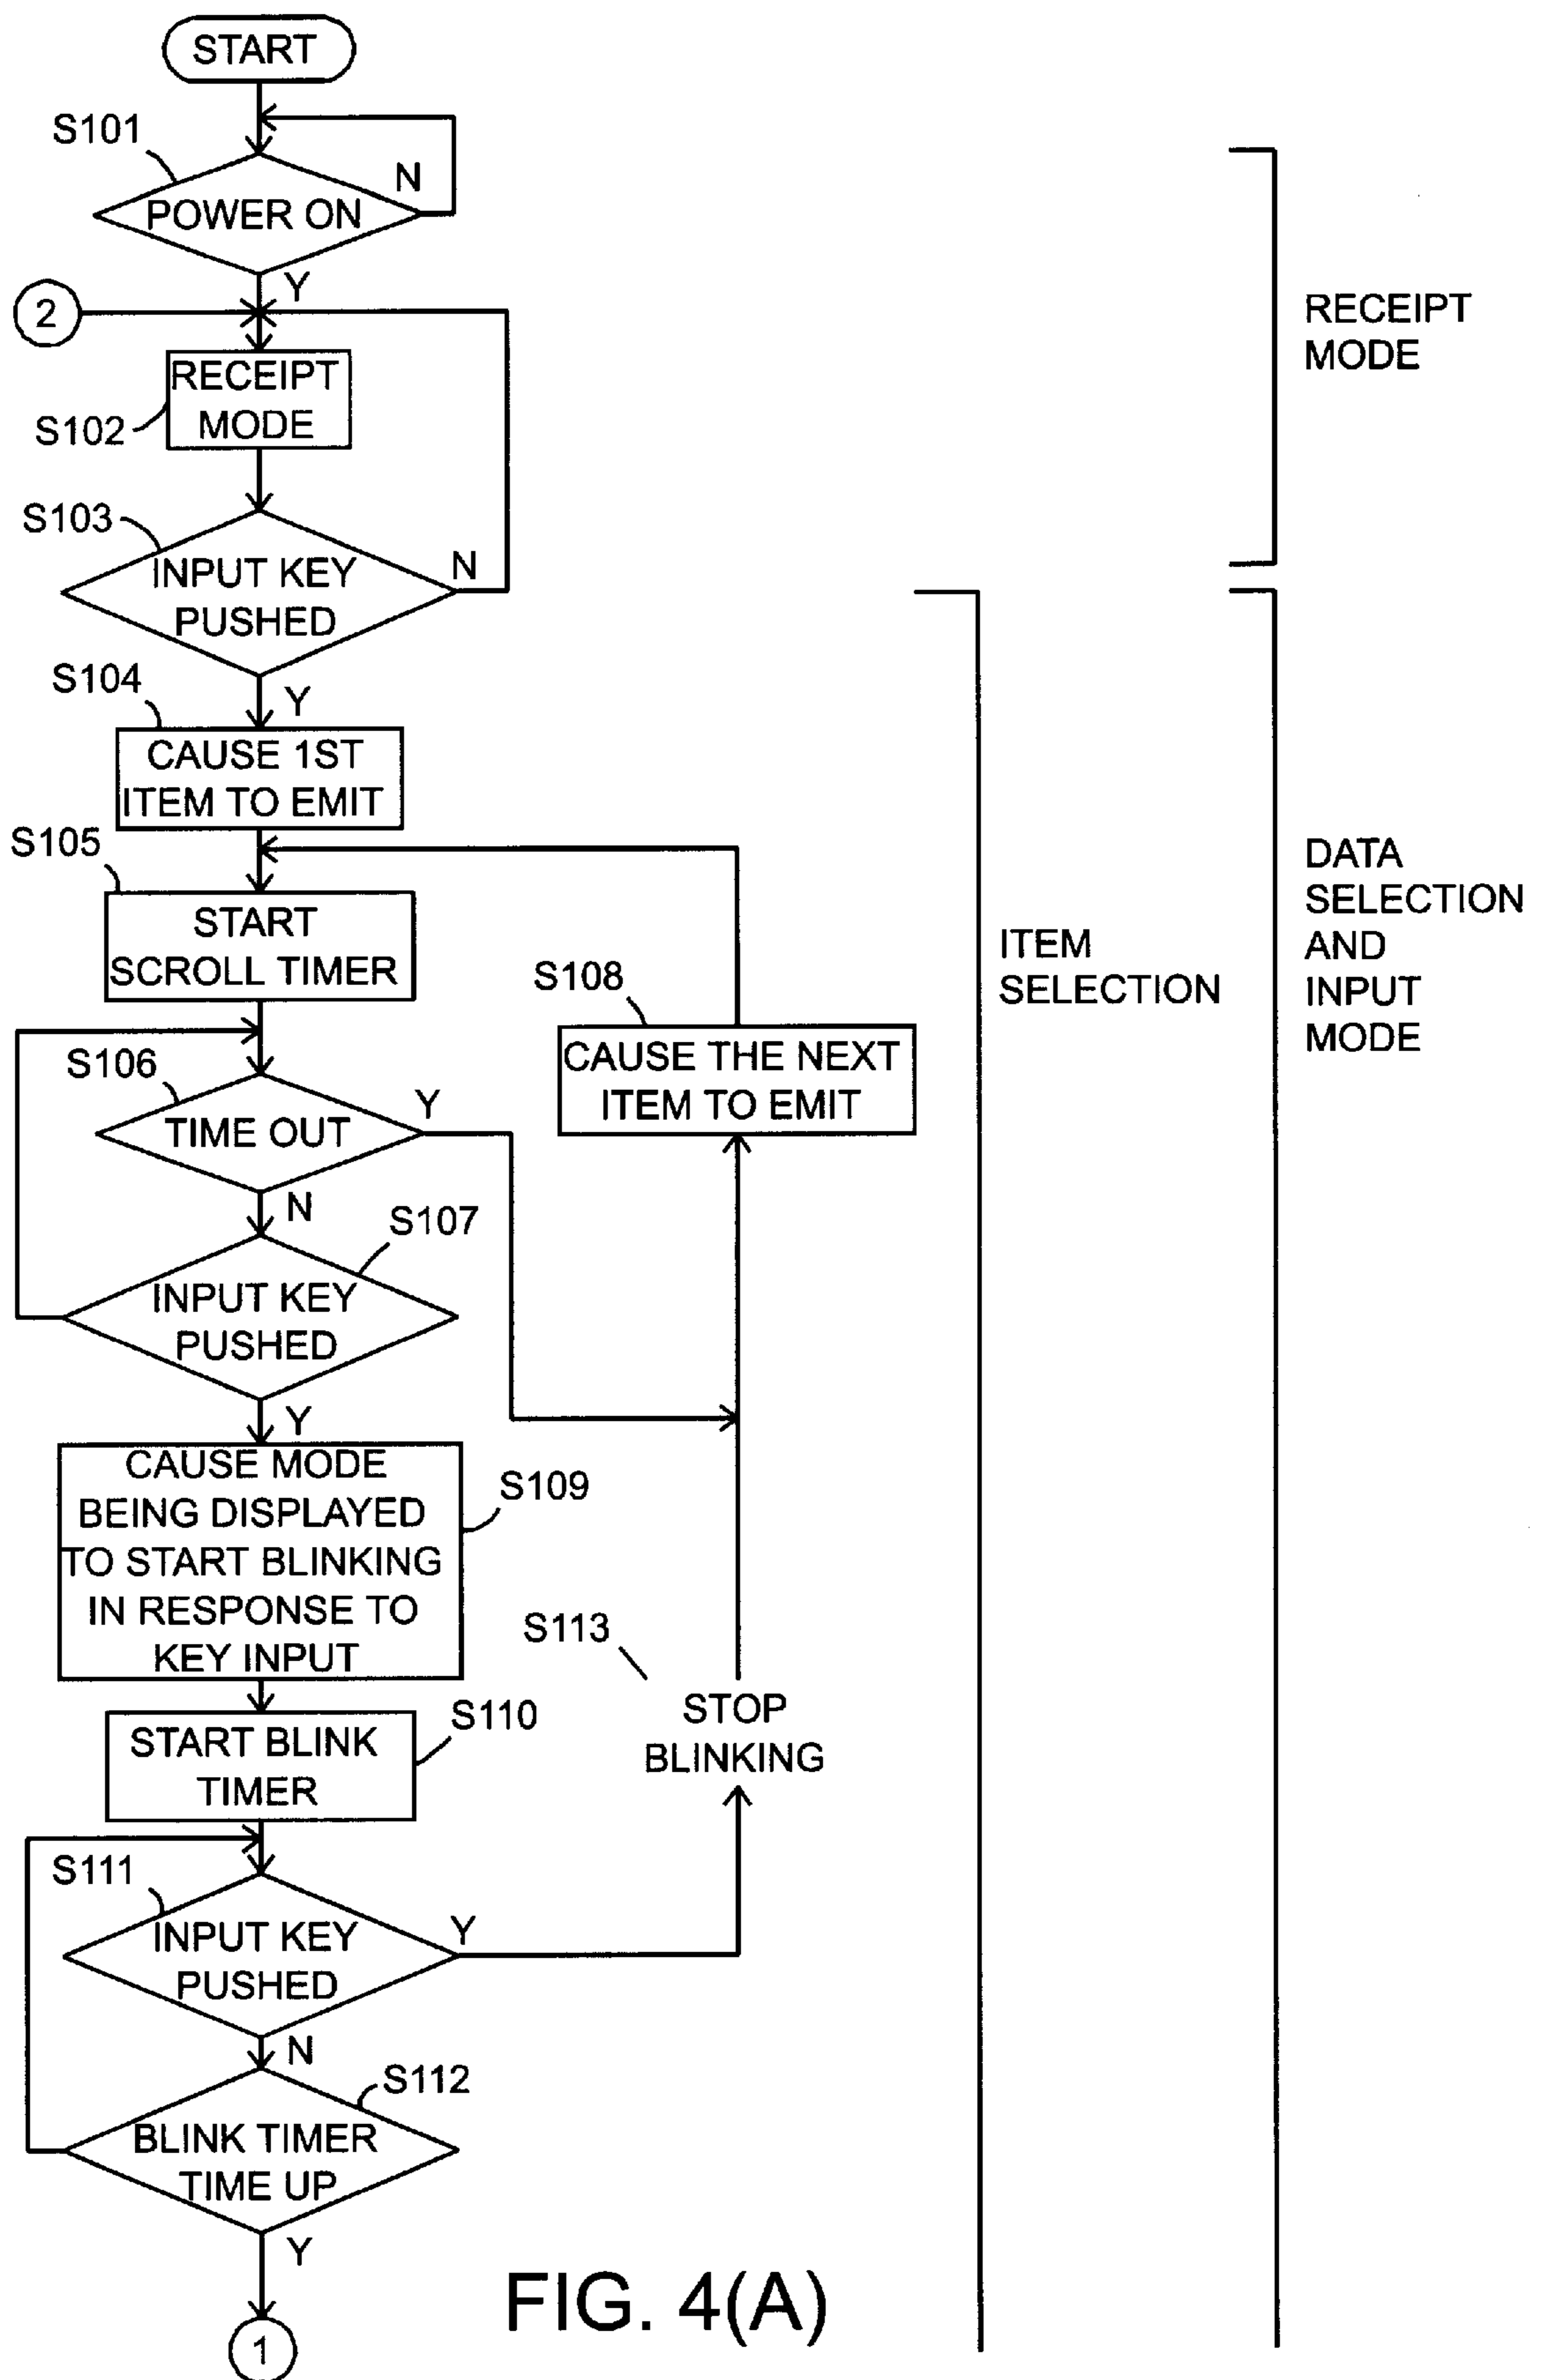 START
S101
N
POWER ON
Y
2
RECEIPT
MODE
S102
S103
INPUT KEY
PUSHED
N
S104
Y
CAUSE 1ST
ITEM TO EMIT
S105
START
SCROLL TIMER
S106
TIME OUT
Y
N
S107
INPUT KEY
PUSHED
Y
S108
CAUSE THE NEXT
ITEM TO EMIT
CAUSE MODE
BEING DISPLAYED
TO START BLINKING
IN RESPONSE TO
KEY INPUT
S109
S110
START BLINK
TIMER
S113
STOP
BLINKING
S111
INPUT KEY
PUSHED
Y
N
S112
BLINK TIMER
TIME UP
Y
1
ITEM
SELECTION
RECEIPT
MODE
DATA
SELECTION
AND
INPUT
MODE
FIG. 4(A)